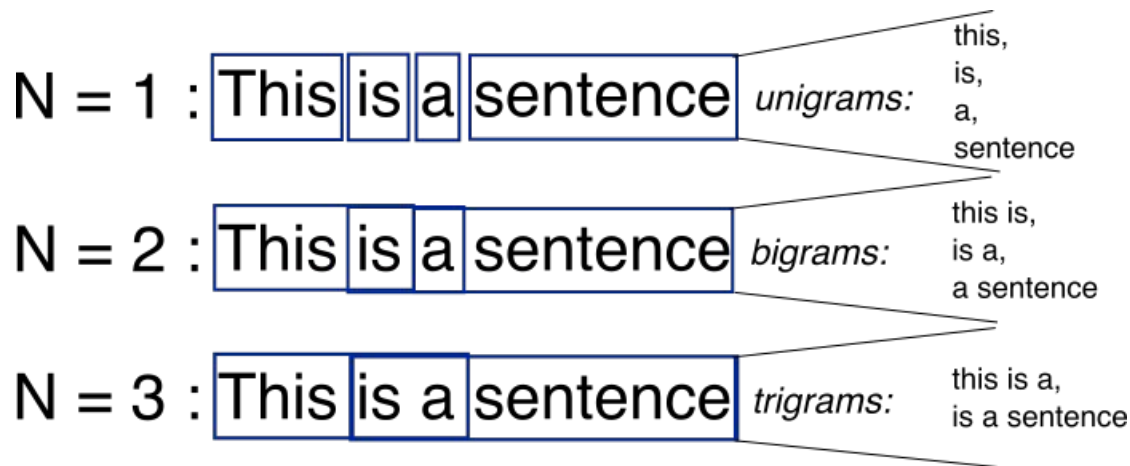 N = 1 : This is a sentence unigrams:
this,
is,
a,
sentence
N = 2 : This is a sentence bigrams:
this is,
is a,
a sentence
N = 3 : This is a sentence trigrams:
this is a,
is a sentence